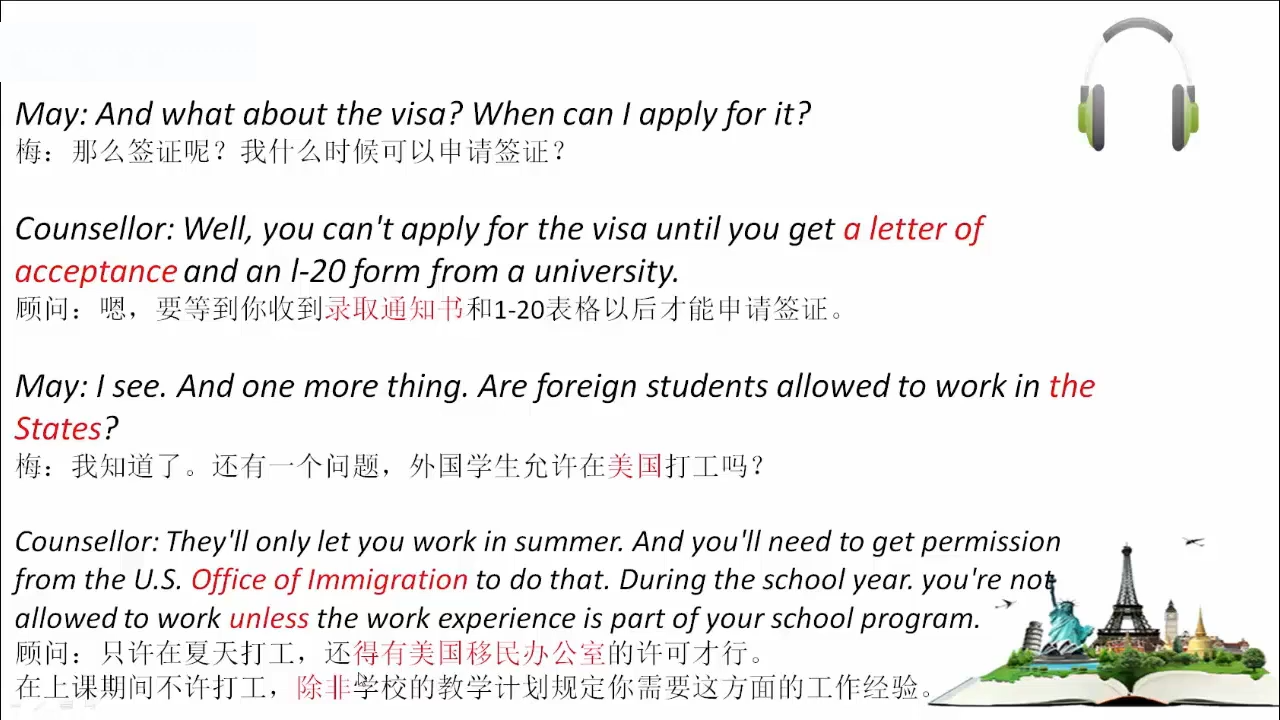 May: And what about the visa? When can I apply for it?
梅：那么签证呢？我什么时候可以申请签证？
Counsellor: Well, you can't apply for the visa until you get a letter of
acceptance and an l-20 form from a university.
顾问：嗯，要等到你收到录取通知书和1-20表格以后才能申请签证。
May: I see. And one more thing. Are foreign students allowed to work in the
States?
梅：我知道了。还有一个问题，外国学生允许在美国打工吗？
Counsellor: They'll only let you work in summer. And you'll need to get permission
from the U.S. Office of Immigration to do that. During the school year. you're not
allowed to work unless the work experience is part of your school program.
顾问：只许在夏天打工，还得有美国移民办公室的许可才行。
在上课期间不许打工，除非学校的教学计划规定你需要这方面的工作经验。